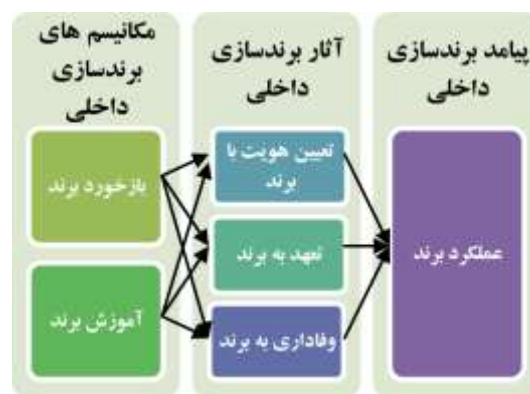 مکانیسم های
برندسازی
داخلی
بازخورد برند
آموزش برند
آثار برندسازی
داخلی
تعیین هویت با
برند
تعهد به برند
وفاداری به برند
پیامد برندسازی
داخلی
عملکرد برند